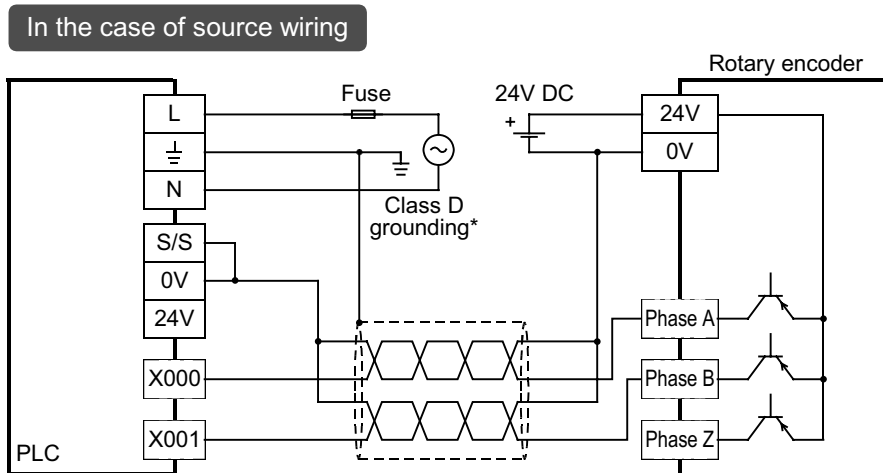 In the case of source wiring
Rotary encoder
Fuse
24V DC
+
L
N
24V
0V
Class D
grounding*
S/S
0V
24V
X000
X001
Phase A
Phase B
Phase Z
PLC